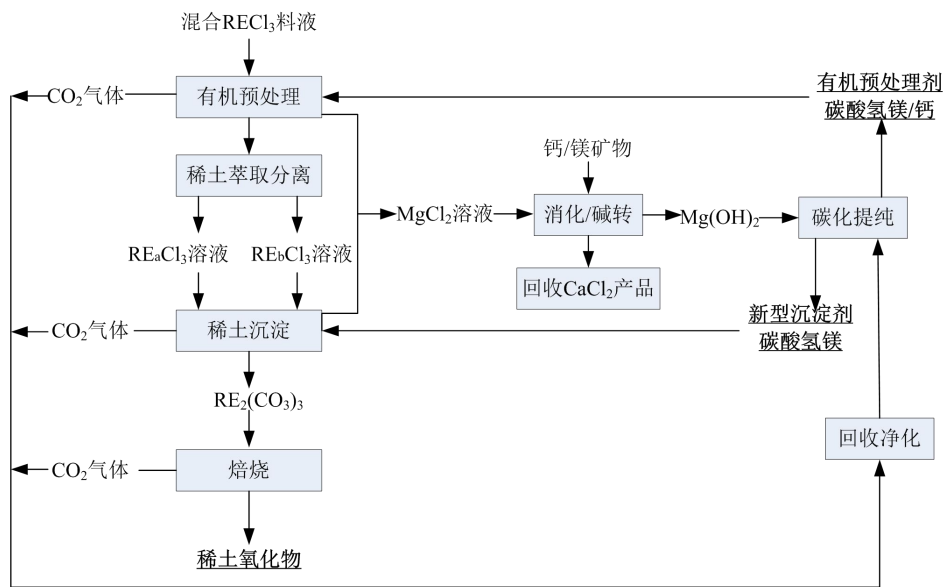 混合RECl₃料液
CO₂气体
有机预处理
有机预处理剂
碳酸氢镁/钙
稀土萃取分离
钙/镁矿物
MgCl₂溶液
消化/碱转
Mg(OH)₂
碳化提纯
REaCl₃溶液
REbCl₃溶液
回收CaCl₂产品
CO₂气体
稀土沉淀
新型沉淀剂
碳酸氢镁
RE₂(CO₃)₃
回收净化
CO₂气体
焙烧
稀土氧化物